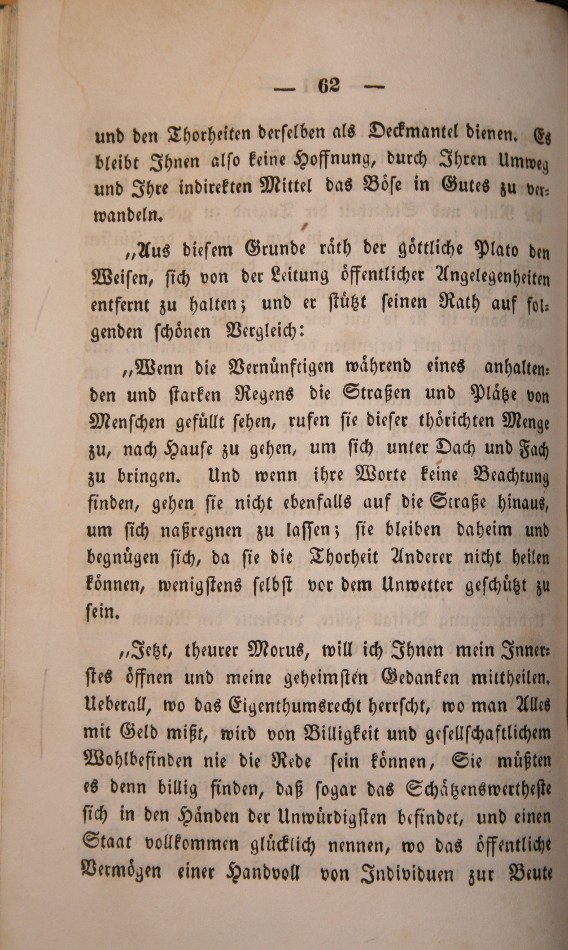 — 62 —
und den Thorheiten derselben als Deckmantel dienen. Es
bleibt Ihnen also keine Hoffnung, durch Ihren Umweg
und Ihre indirekten Mittel das Böse in Gutes zu ver=
wandeln.
„Aus diesem Grunde räth der göttliche Plato den
Weisen, sich von der Leitung öffentlicher Angelegenheiten
entfernt zu halten; und er stützt seinen Rath auf fol=
genden schönen Vergleich:
„Wenn die Vernünftigen während eines anhalten=
den und starken Regens die Straßen und Plätze von
Menschen gefüllt sehen, rufen sie dieser thörichten Menge
zu, nach Hause zu gehen, um sich unter Dach und Fach
zu bringen. Und wenn ihre Worte keine Beachtung
finden, gehen sie nicht ebenfalls auf die Straße hinaus,
um sich naßregnen zu lassen; sie bleiben daheim und
begnügen sich, da sie die Thorheit Anderer nicht heilen
können, wenigstens selbst vor dem Unwetter geschützt zu
sein.
„Jetzt, theurer Morus, will ich Ihnen mein Inner=
stes öffnen und meine geheimsten Gedanken mittheilen.
Ueberall, wo das Eigenthumsrecht herrscht, wo man Alles
mit Geld mißt, wird von Billigkeit und gesellschaftlichem
Wohlbefinden nie die Rede sein können, Sie müßten
es denn billig finden, daß sogar das Schätzenswertheste
sich in den Händen der Unwürdigsten befindet, und einen
Staat vollkommen glücklich nennen, wo das öffentliche
Vermögen einer Handvoll von Individuen zur Beute